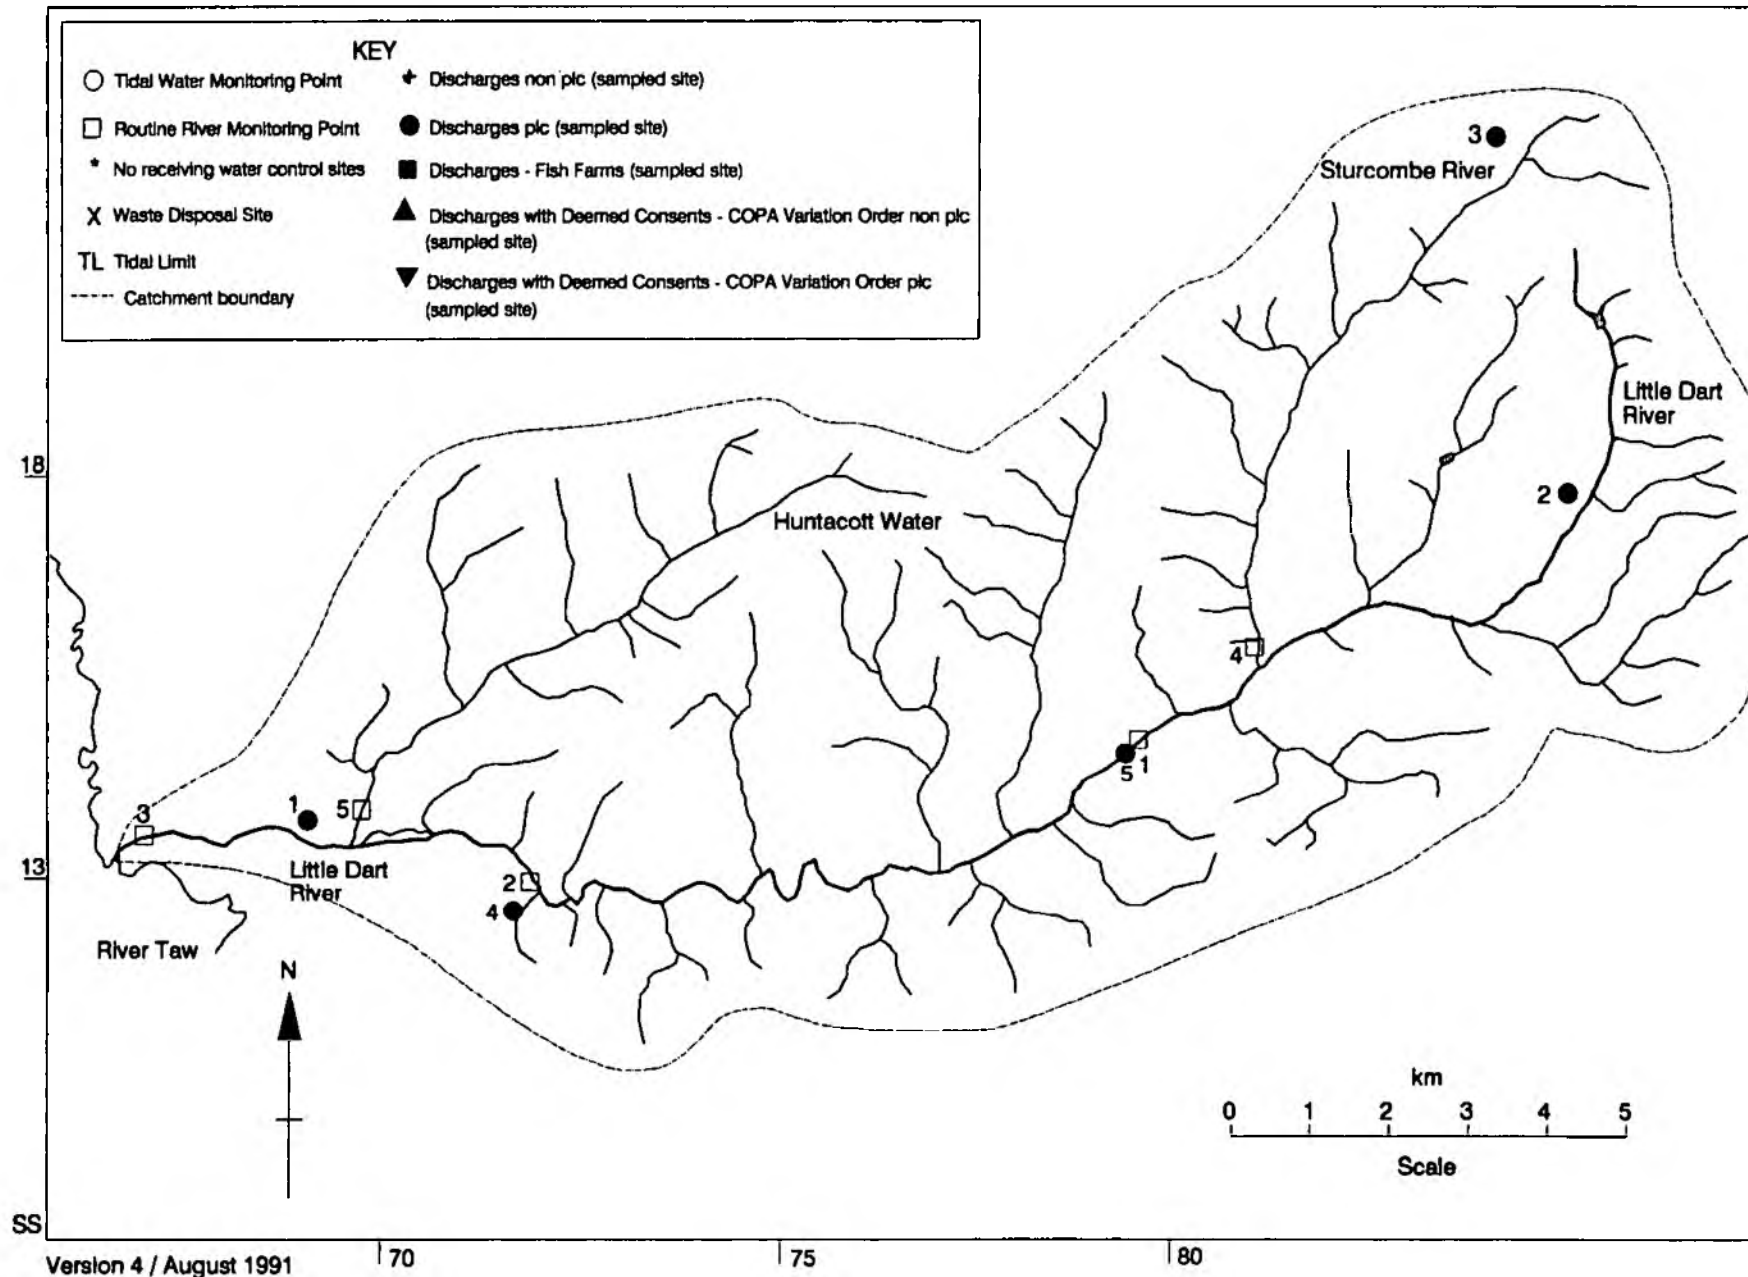 KEY
Tidal Water Monitoring Point
Routine River Monitoring Point
* No receiving water control sites
X Waste Disposal Site
TL Tidal Limit
Catchment boundary
Discharges non plc (sampled site)
Discharges plc (sampled site)
Discharges - Fish Farms (sampled site)
Discharges with Deemed Consents - COPA Variation Order non plc
(sampled site)
Discharges with Deemed Consents - COPA Variation Order plc
(sampled site)
3
Sturcombe River
Little Dart
River
18
2
Huntacott Water
4
5 1
3
1
5
13
Little Dart
River
2
4
River Taw
N
km
0 1 2 3 4 5
Scale
SS
70
75
80
Version 4 / August 1991